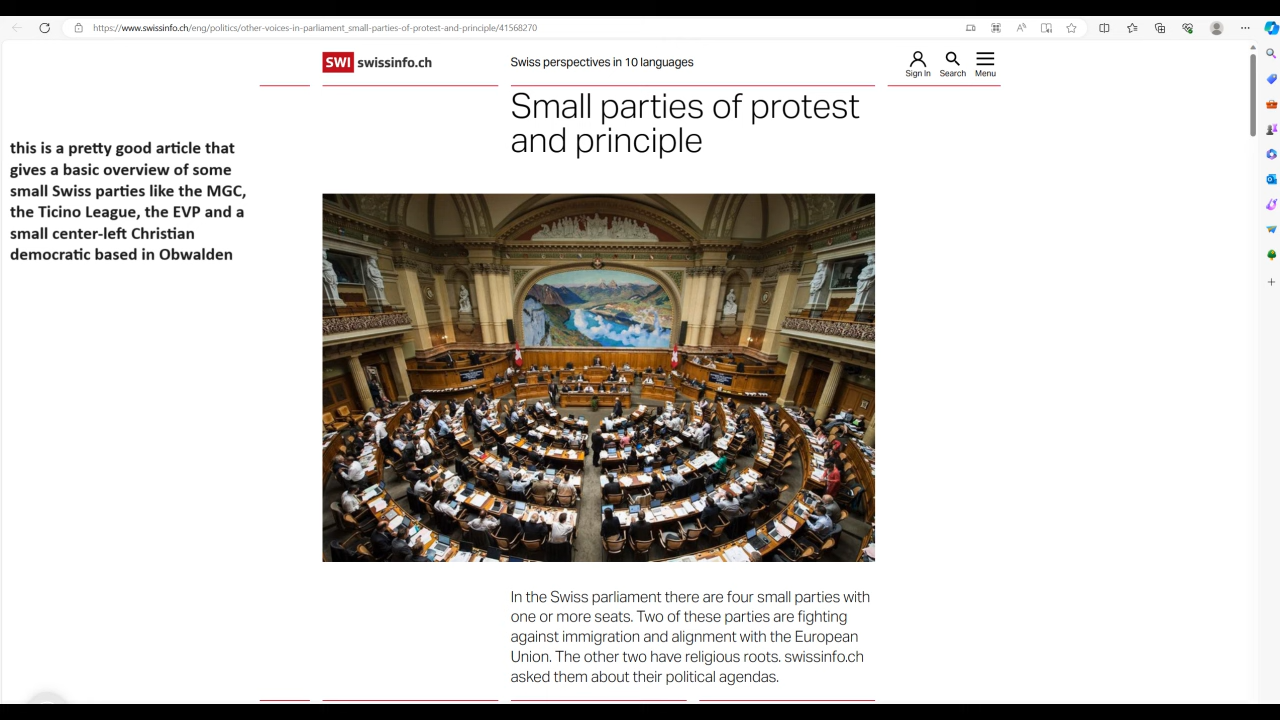 https://www.swissinfo.ch/eng/politics/other-voices-in-parliament_small-parties-of-protest-and-principle/41568270
SWI swissinfo.ch
Swiss perspectives in 10 languages
Sign In
Search
Menu
Small parties of protest
and principle
this is a pretty good article that
gives a basic overview of some
small Swiss parties like the MGC,
the Ticino League, the EVP and a
small center-left Christian
democratic based in Obwalden
In the Swiss parliament there are four small parties with
one or more seats. Two of these parties are fighting
against immigration and alignment with the European
Union. The other two have religious roots. swissinfo.ch
asked them about their political agendas.